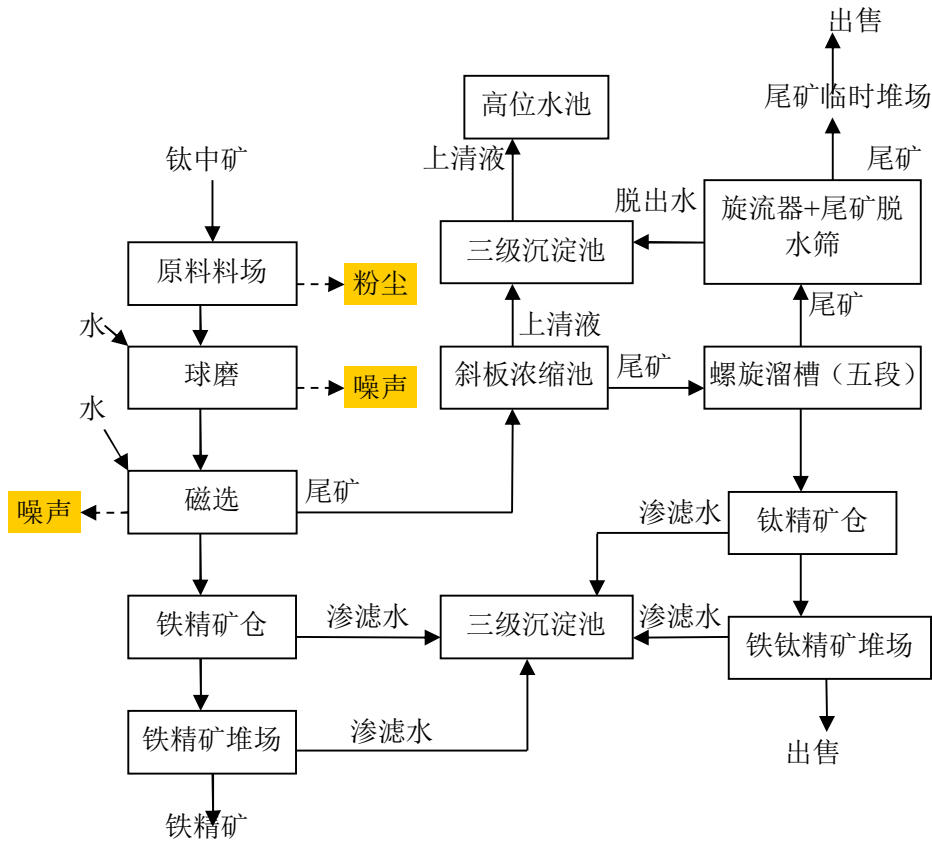 出售
尾矿临时堆场
高位水池
尾矿
上清液
钛中矿
脱出水
旋流器+尾矿脱
水筛
三级沉淀池
原料料场
粉尘
尾矿
水
上清液
球磨
噪声
斜板浓缩池
尾矿
螺旋溜槽（五段）
水
磁选
尾矿
噪声
渗滤水
钛精矿仓
铁精矿仓
渗滤水
三级沉淀池
渗滤水
铁钛精矿堆场
铁精矿堆场
渗滤水
出售
铁精矿